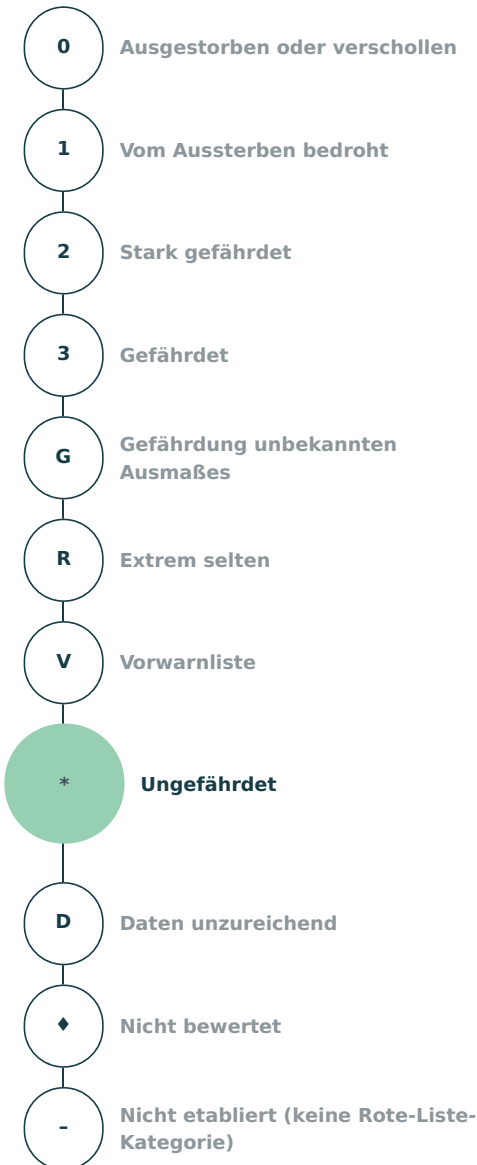 0 Ausgestorben oder verschollen
1 Vom Aussterben bedroht
2 Stark gefährdet
3 Gefährdet
G Gefährdung unbekannten
Ausmaßes
R Extrem selten
V Vorwarnliste
* Ungefährdet
D Daten unzureichend
♦ Nicht bewertet
– Nicht etabliert (keine Rote-Liste-
Kategorie)